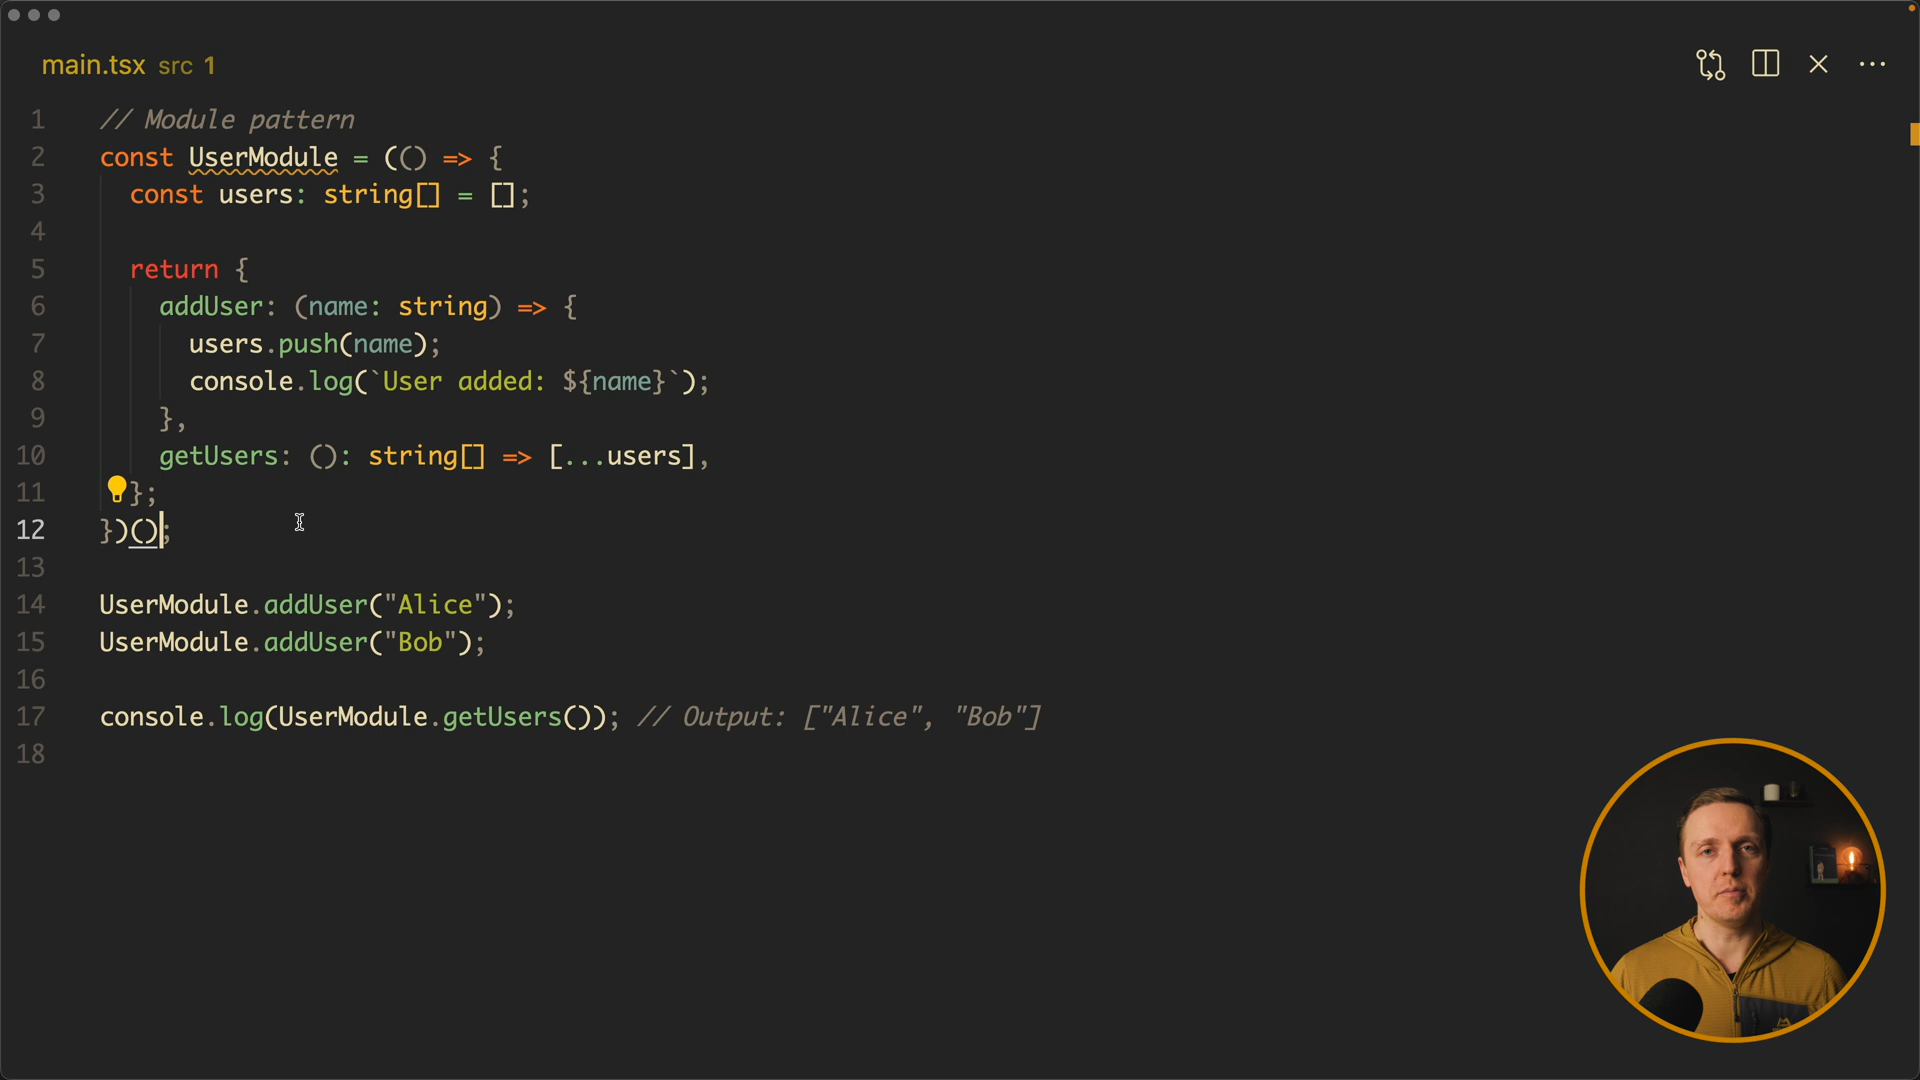 main.tsx src 1
1 // Module pattern
2 const UserModule = (() => {
3   const users: string[] = [];
4
5   return {
6     addUser: (name: string) => {
7       users.push(name);
8       console.log(`User added: ${name}`);
9     },
10     getUsers: (): string[] => [...users],
11   };
12 })();
13
14 UserModule.addUser("Alice");
15 UserModule.addUser("Bob");
16
17 console.log(UserModule.getUsers()); // Output: ["Alice", "Bob"]
18